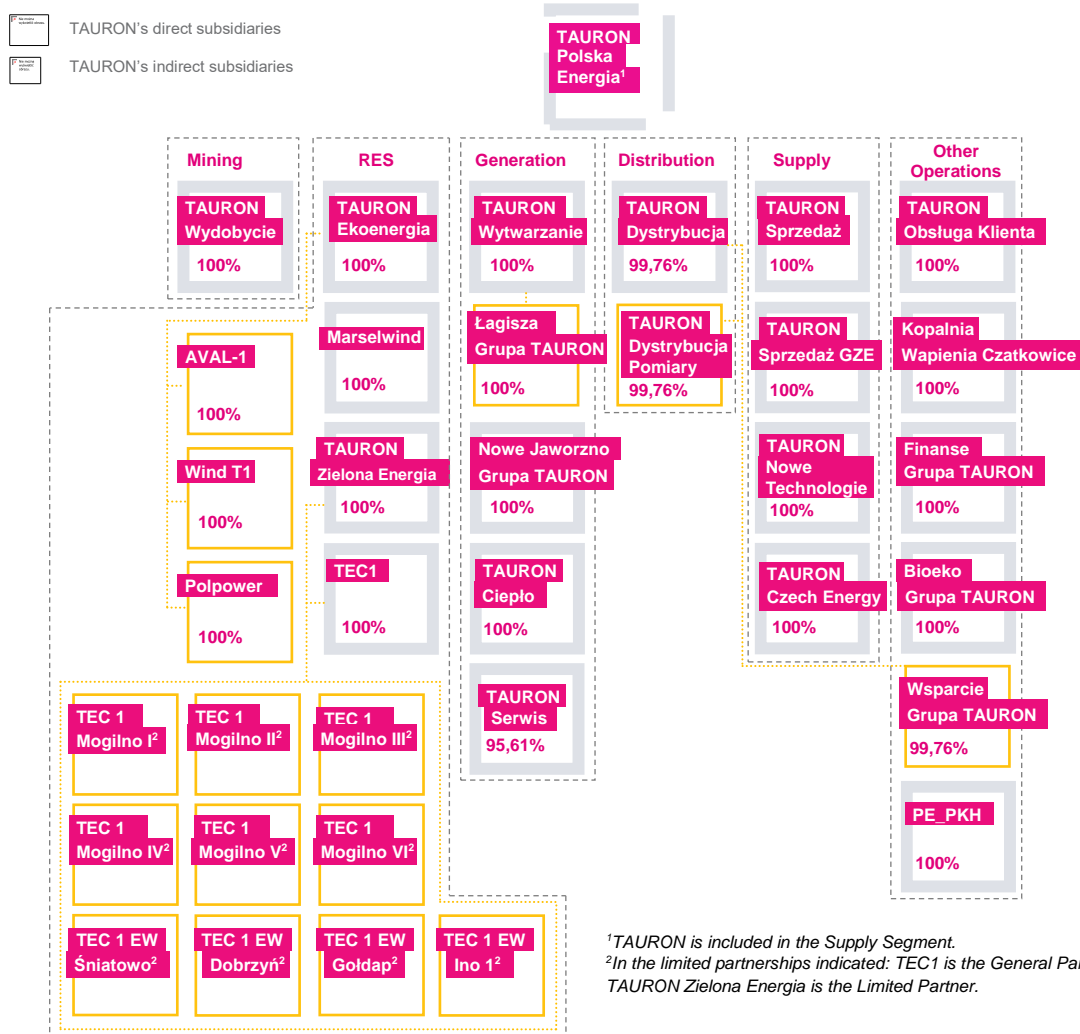 TAURON's direct subsidiaries
TAURON's indirect subsidiaries
TAURON
Polska
Energia¹
Mining
RES
Generation
Distribution
Supply
Other
Operations
TAURON
Wydobycie
100%
TAURON
Ekoenergia
100%
TAURON
Wytwarzanie
100%
TAURON
Dystrybucja
99,76%
TAURON
Sprzedaż
100%
TAURON
Obsługa Klienta
100%
AVAL-1
100%
Marselwind
100%
Łagisza
Grupa TAURON
100%
TAURON
Dystrybucja
Pomiary
99,76%
TAURON
Sprzedaż GZE
100%
Kopalnia
Wapienia Czatkowice
100%
Wind T1
100%
TAURON
Zielona Energia
100%
Nowe Jaworzno
Grupa TAURON
100%
TAURON
Nowe
Technologie
100%
Finanse
Grupa TAURON
100%
Polpower
100%
TEC1
100%
TAURON
Ciepło
100%
TAURON
Czech Energy
100%
Bioeko
Grupa TAURON
100%
TAURON
Serwis
95,61%
Wsparcie
Grupa TAURON
99,76%
PE_PKH
100%
TEC 1
Mogilno I²
TEC 1
Mogilno II²
TEC 1
Mogilno III²
TEC 1
Mogilno IV²
TEC 1
Mogilno V²
TEC 1
Mogilno VI²
TEC 1 EW
Śniatowo²
TEC 1 EW
Dobrzyń²
TEC 1 EW
Gołdap²
TEC 1 EW
Ino 1²
¹TAURON is included in the Supply Segment.
²In the limited partnerships indicated: TEC1 is the General
TAURON Zielona Energia is the Limited Partner.